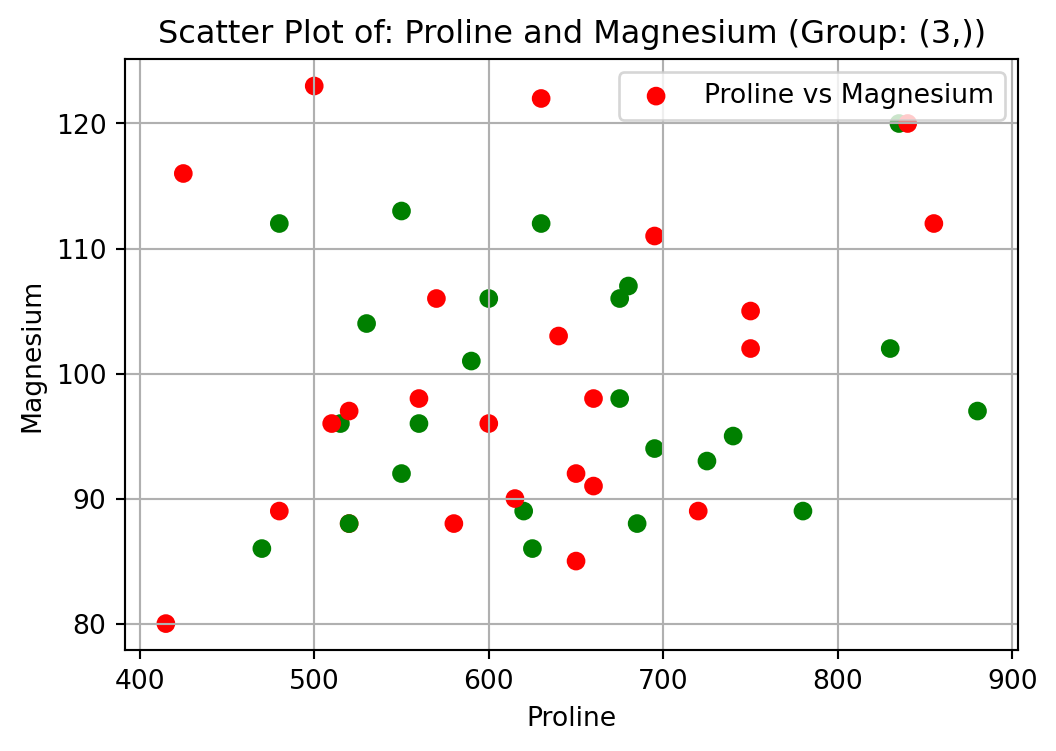 Scatter Plot of: Proline and Magnesium (Group: (3,))
Proline vs Magnesium
120
110
100
90
80
Magnesium
400 500 600 700 800 900
Proline